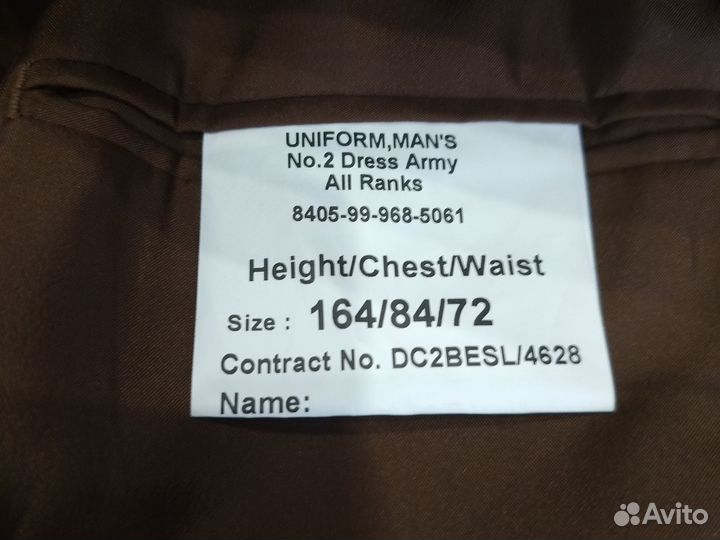 UNIFORM,MAN'S
No.2 Dress Army
All Ranks
8405-99-968-5061
Height/Chest/Waist
Size : 164/84/72
Contract No. DC2BESL/4628
Name:
Avito